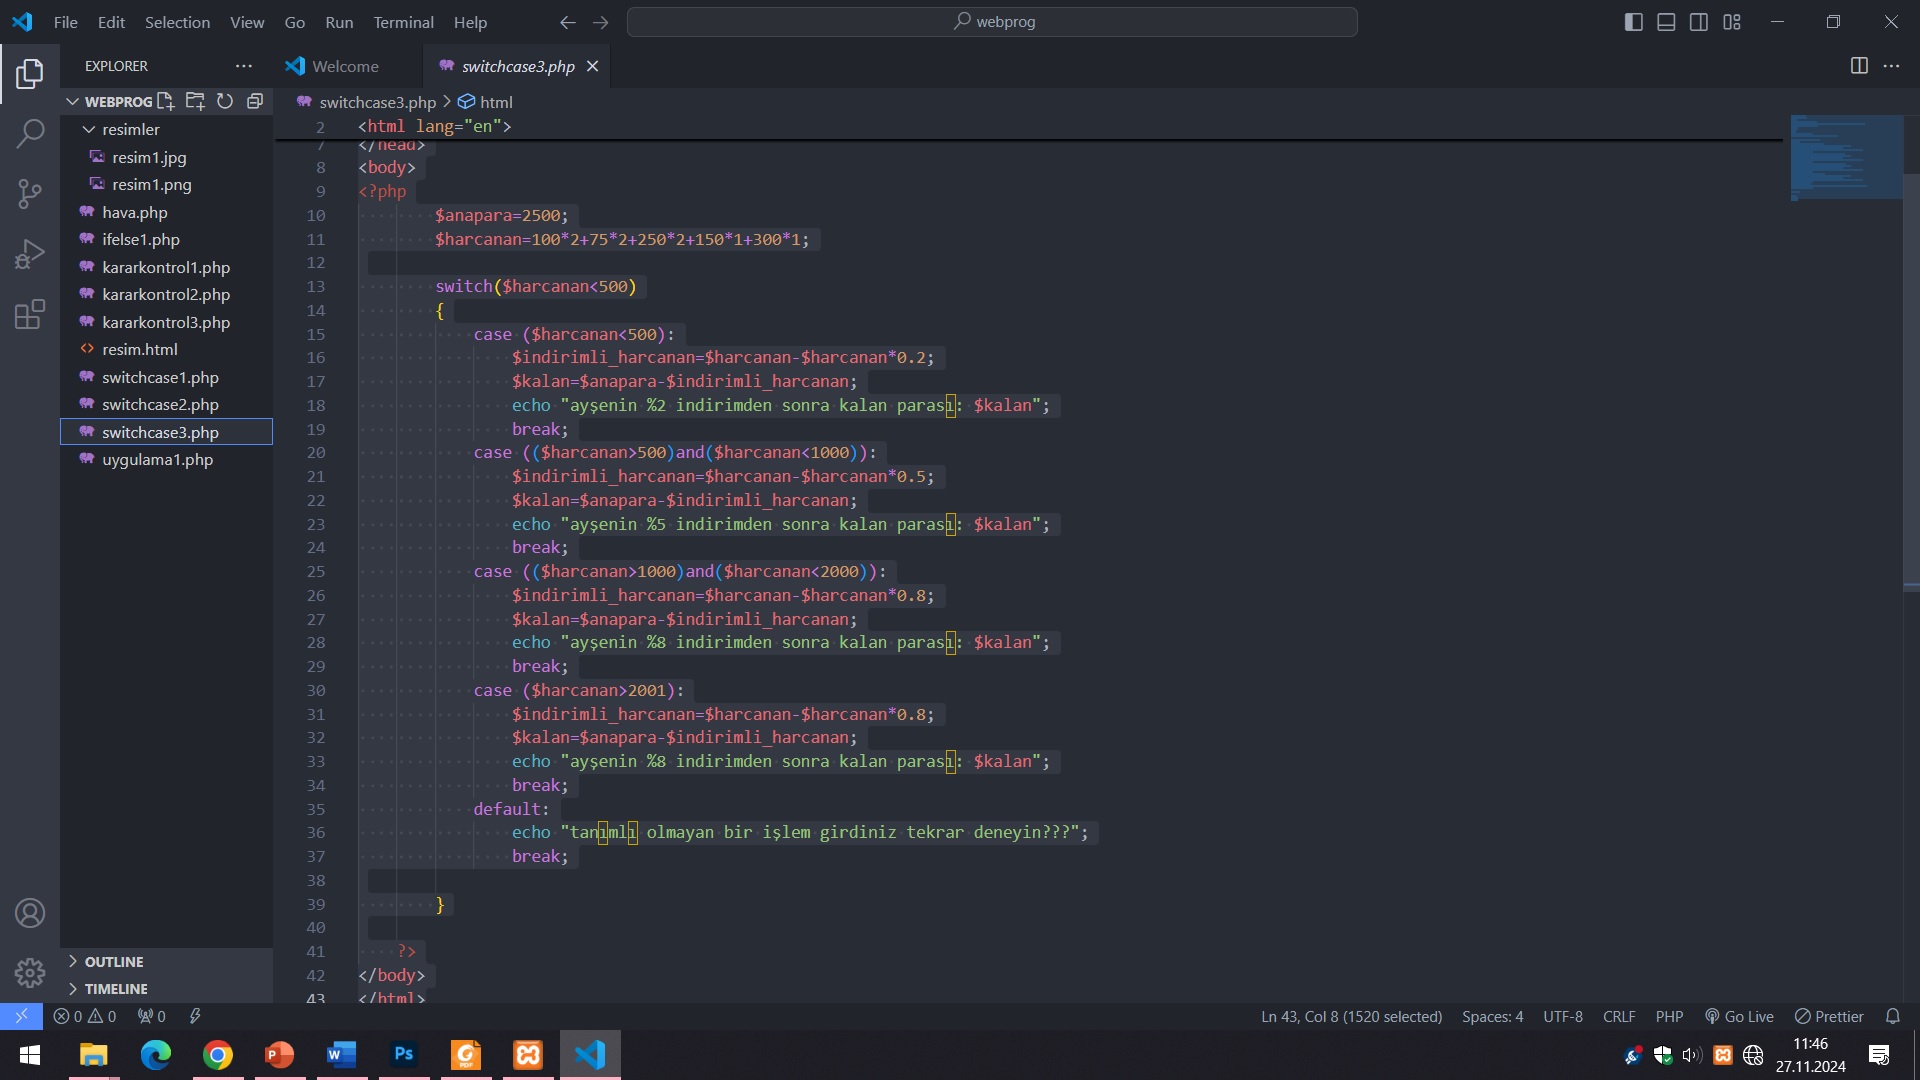 File Edit Selection View Go Run Terminal Help
webprog
EXPLORER
Welcome
switchcase3.php
WEBPROG
switchcase3.php > html
resimler
resim1.jpg
resim1.png
hava.php
ifelse1.php
kararkontrol1.php
kararkontrol2.php
kararkontrol3.php
resim.html
switchcase1.php
switchcase2.php
switchcase3.php
uygulama1.php
OUTLINE
TIMELINE
2 <html lang="en">
7 </head>
8 <body>
9 <?php
10 $anapara=2500;
11 $harcanan=100*2+75*2+250*2+150*1+300*1;
12
13 switch($harcanan<500)
14 {
15 case ($harcanan<500):
16 $indirimli_harcanan=$harcanan-$harcanan*0.2;
17 $kalan=$anapara-$indirimli_harcanan;
18 echo "ayşenin %2 indirimden sonra kalan parası: $kalan";
19 break;
20 case (($harcanan>500)and($harcanan<1000)):
21 $indirimli_harcanan=$harcanan-$harcanan*0.5;
22 $kalan=$anapara-$indirimli_harcanan;
23 echo "ayşenin %5 indirimden sonra kalan parası: $kalan";
24 break;
25 case (($harcanan>1000)and($harcanan<2000)):
26 $indirimli_harcanan=$harcanan-$harcanan*0.8;
27 $kalan=$anapara-$indirimli_harcanan;
28 echo "ayşenin %8 indirimden sonra kalan parası: $kalan";
29 break;
30 case ($harcanan>2001):
31 $indirimli_harcanan=$harcanan-$harcanan*0.8;
32 $kalan=$anapara-$indirimli_harcanan;
33 echo "ayşenin %8 indirimden sonra kalan parası: $kalan";
34 break;
35 default:
36 echo "tanımlı olmayan bir işlem girdiniz tekrar deneyin???";
37 break;
38
39 }
40
41 ?>
42 </body>
43 </html>
0 0 0 Ln 43, Col 8 (1520 selected) Spaces: 4 UTF-8 CRLF PHP Go Live Prettier
P W Ps PDF
11:46
27.11.2024